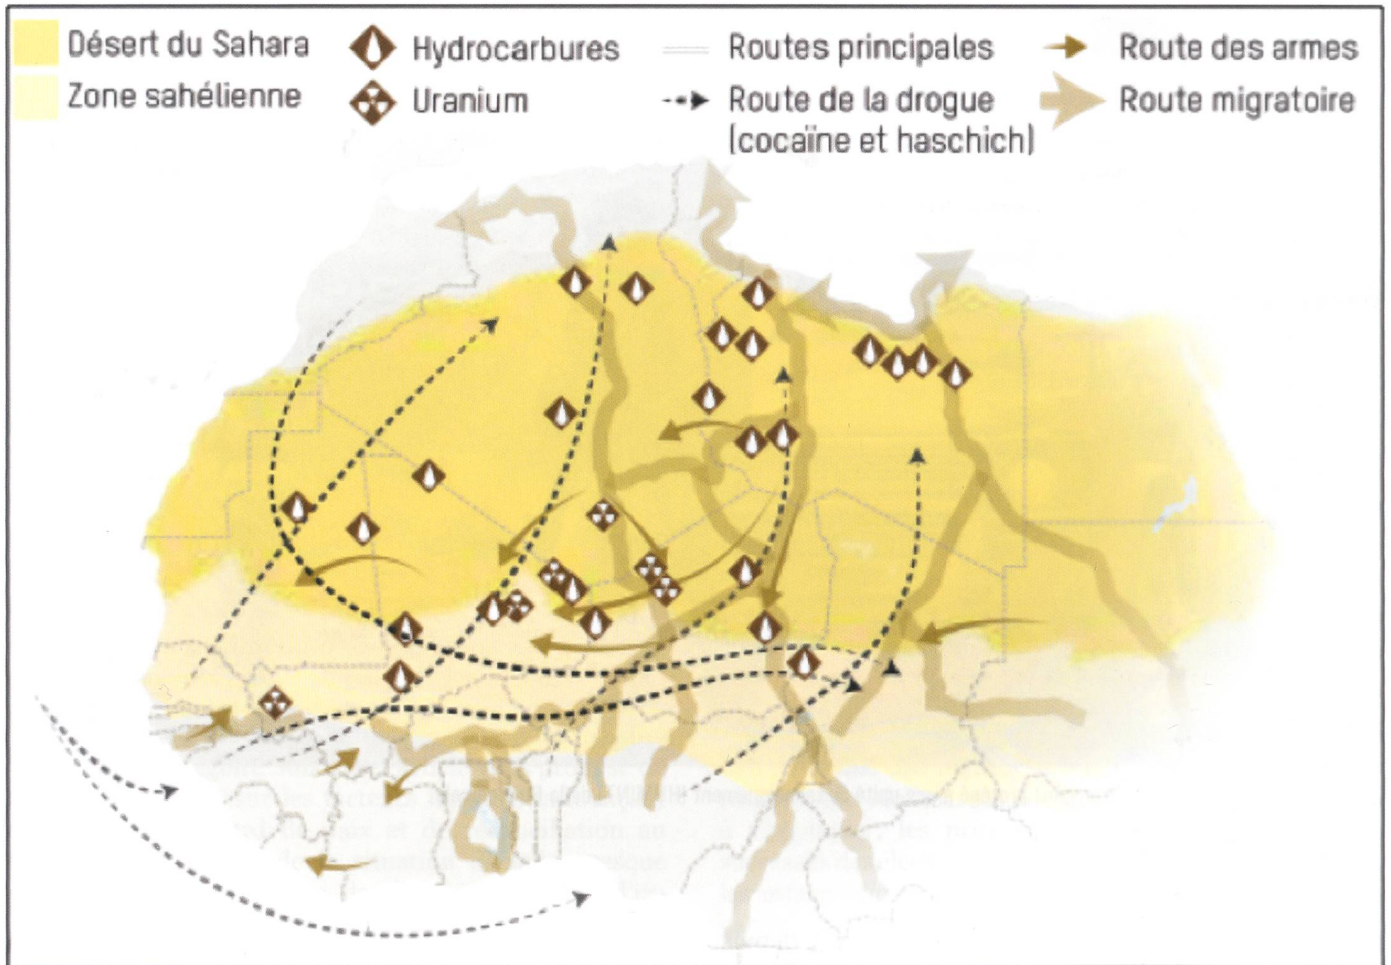 Désert du Sahara
Zone sahélienne
Hydrocarbures
Uranium
Routes principales
Route de la drogue
(cocaïne et haschich)
Route des armes
Route migratoire